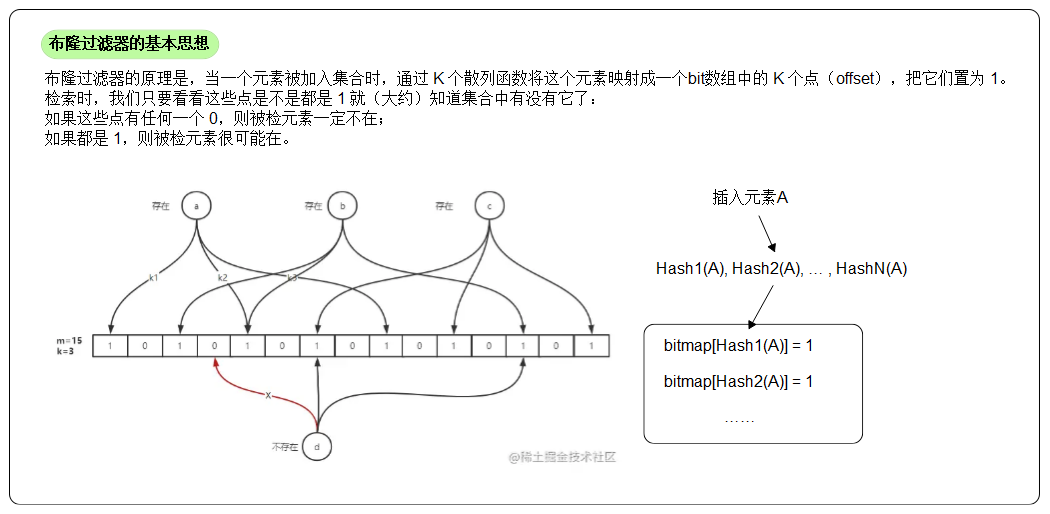 布隆过滤器的基本思想
布隆过滤器的原理是，当一个元素被加入集合时，通过 K 个散列函数将这个元素映射成一个bit数组中的 K 个点（offset），把它们置为 1。
检索时，我们只要看看这些点是不是都是 1 就（大约）知道集合中有没有它了：
如果这些点有任何一个 0，则被检元素一定不在；
如果都是 1，则被检元素很可能在。
存在 a 存在 b 存在 c
k1 k2 k3
m=15
k=3
1 0 1 0 1 0 1 0 1 0 1 0 1 0 1
x
不存在 d
@稀土掘金技术社区
插入元素A
Hash1(A), Hash2(A), ... , HashN(A)
bitmap[Hash1(A)] = 1
bitmap[Hash2(A)] = 1
……